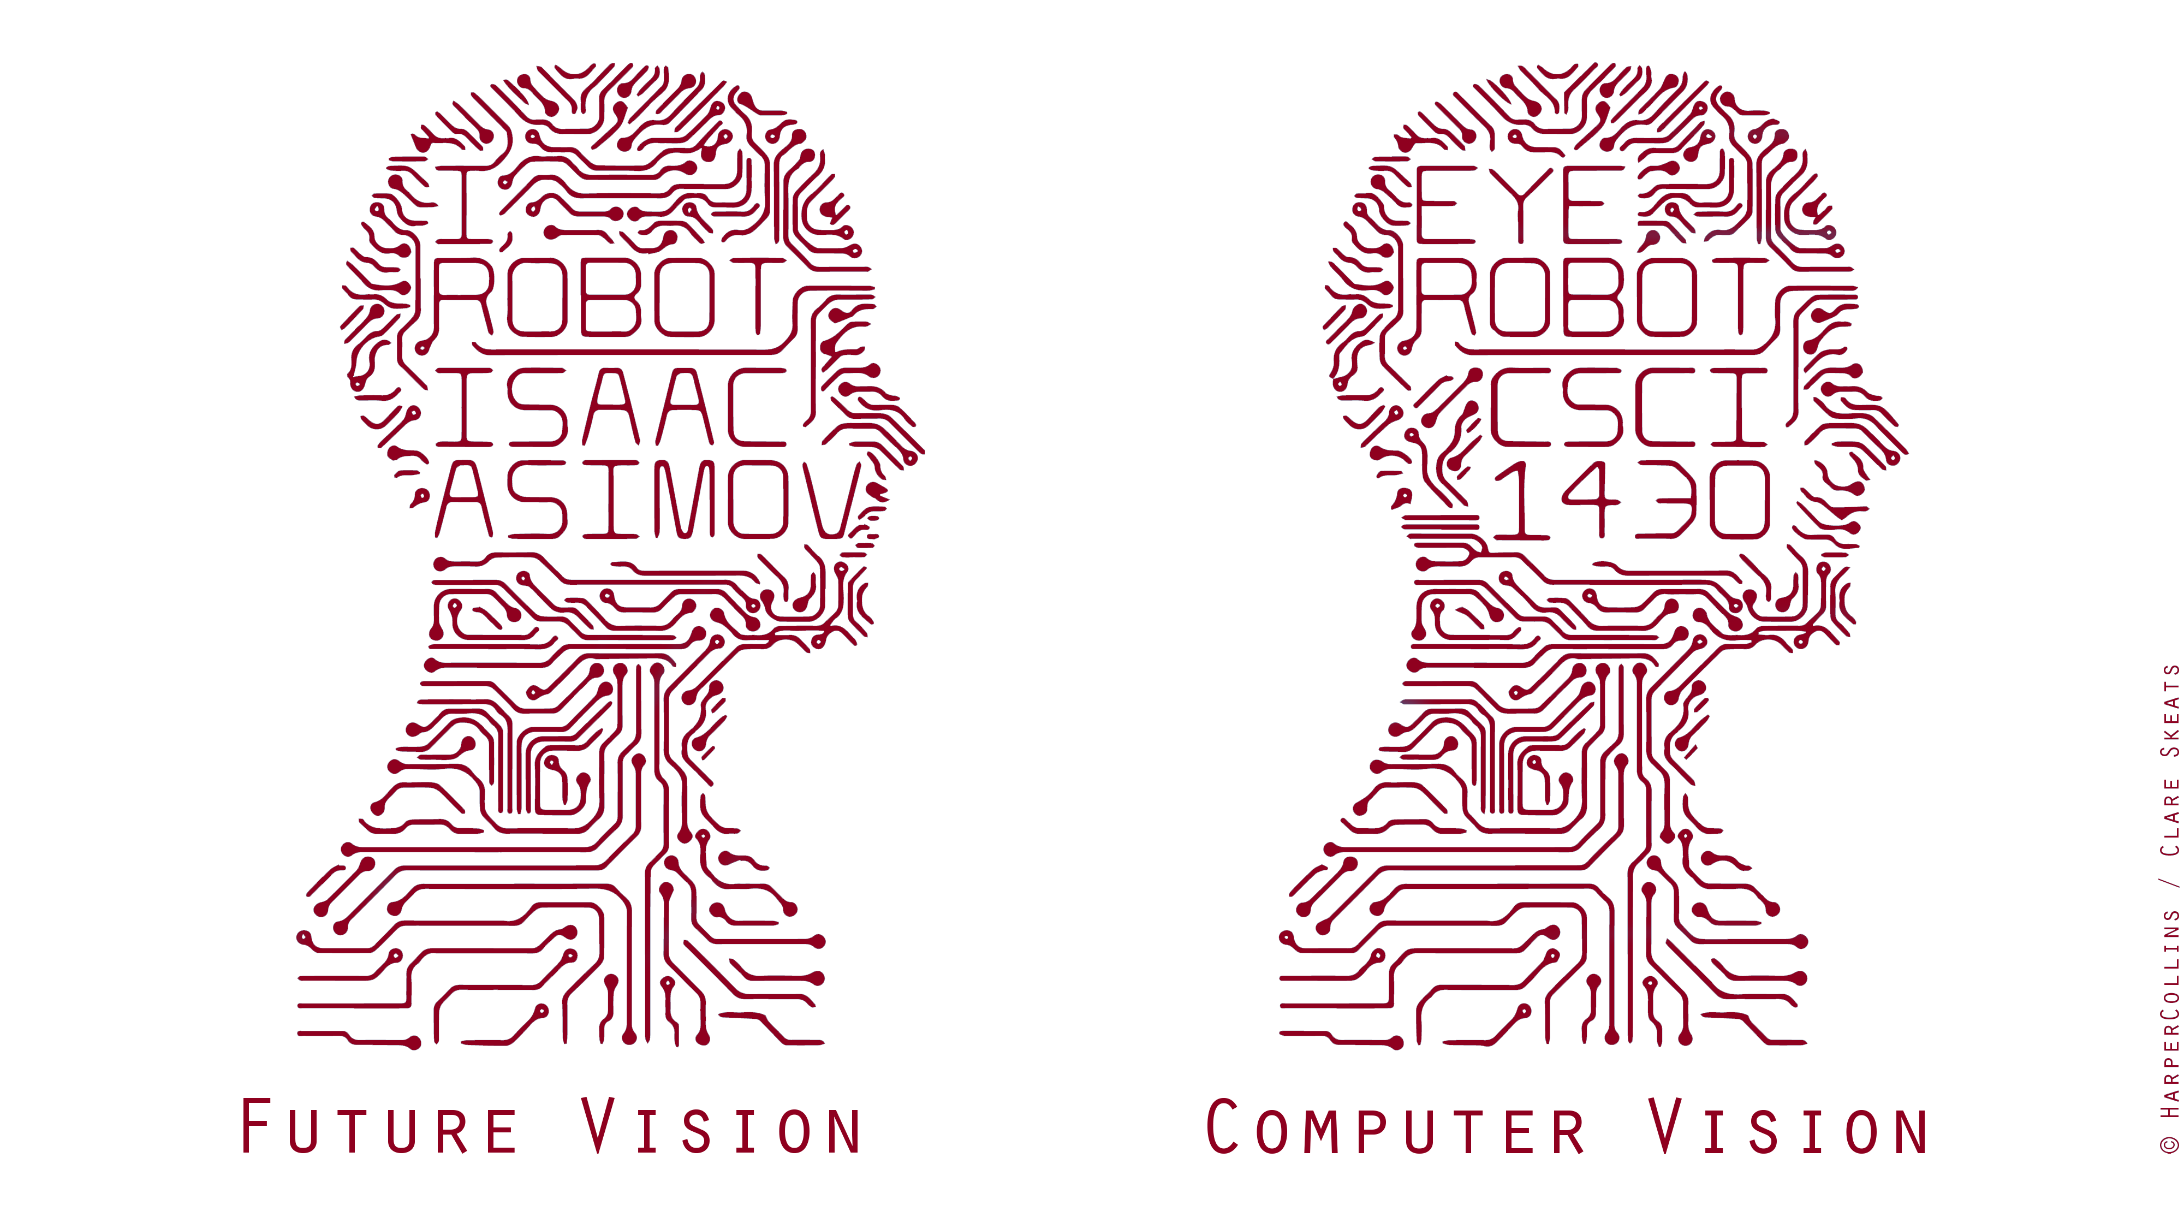 I
ROBOT
ISAAC
ASIMOV
FUTURE VISION
EYE
ROBOT
CSCI
1430
COMPUTER VISION
© HARPERCOLLINS / CLARE SKEATS